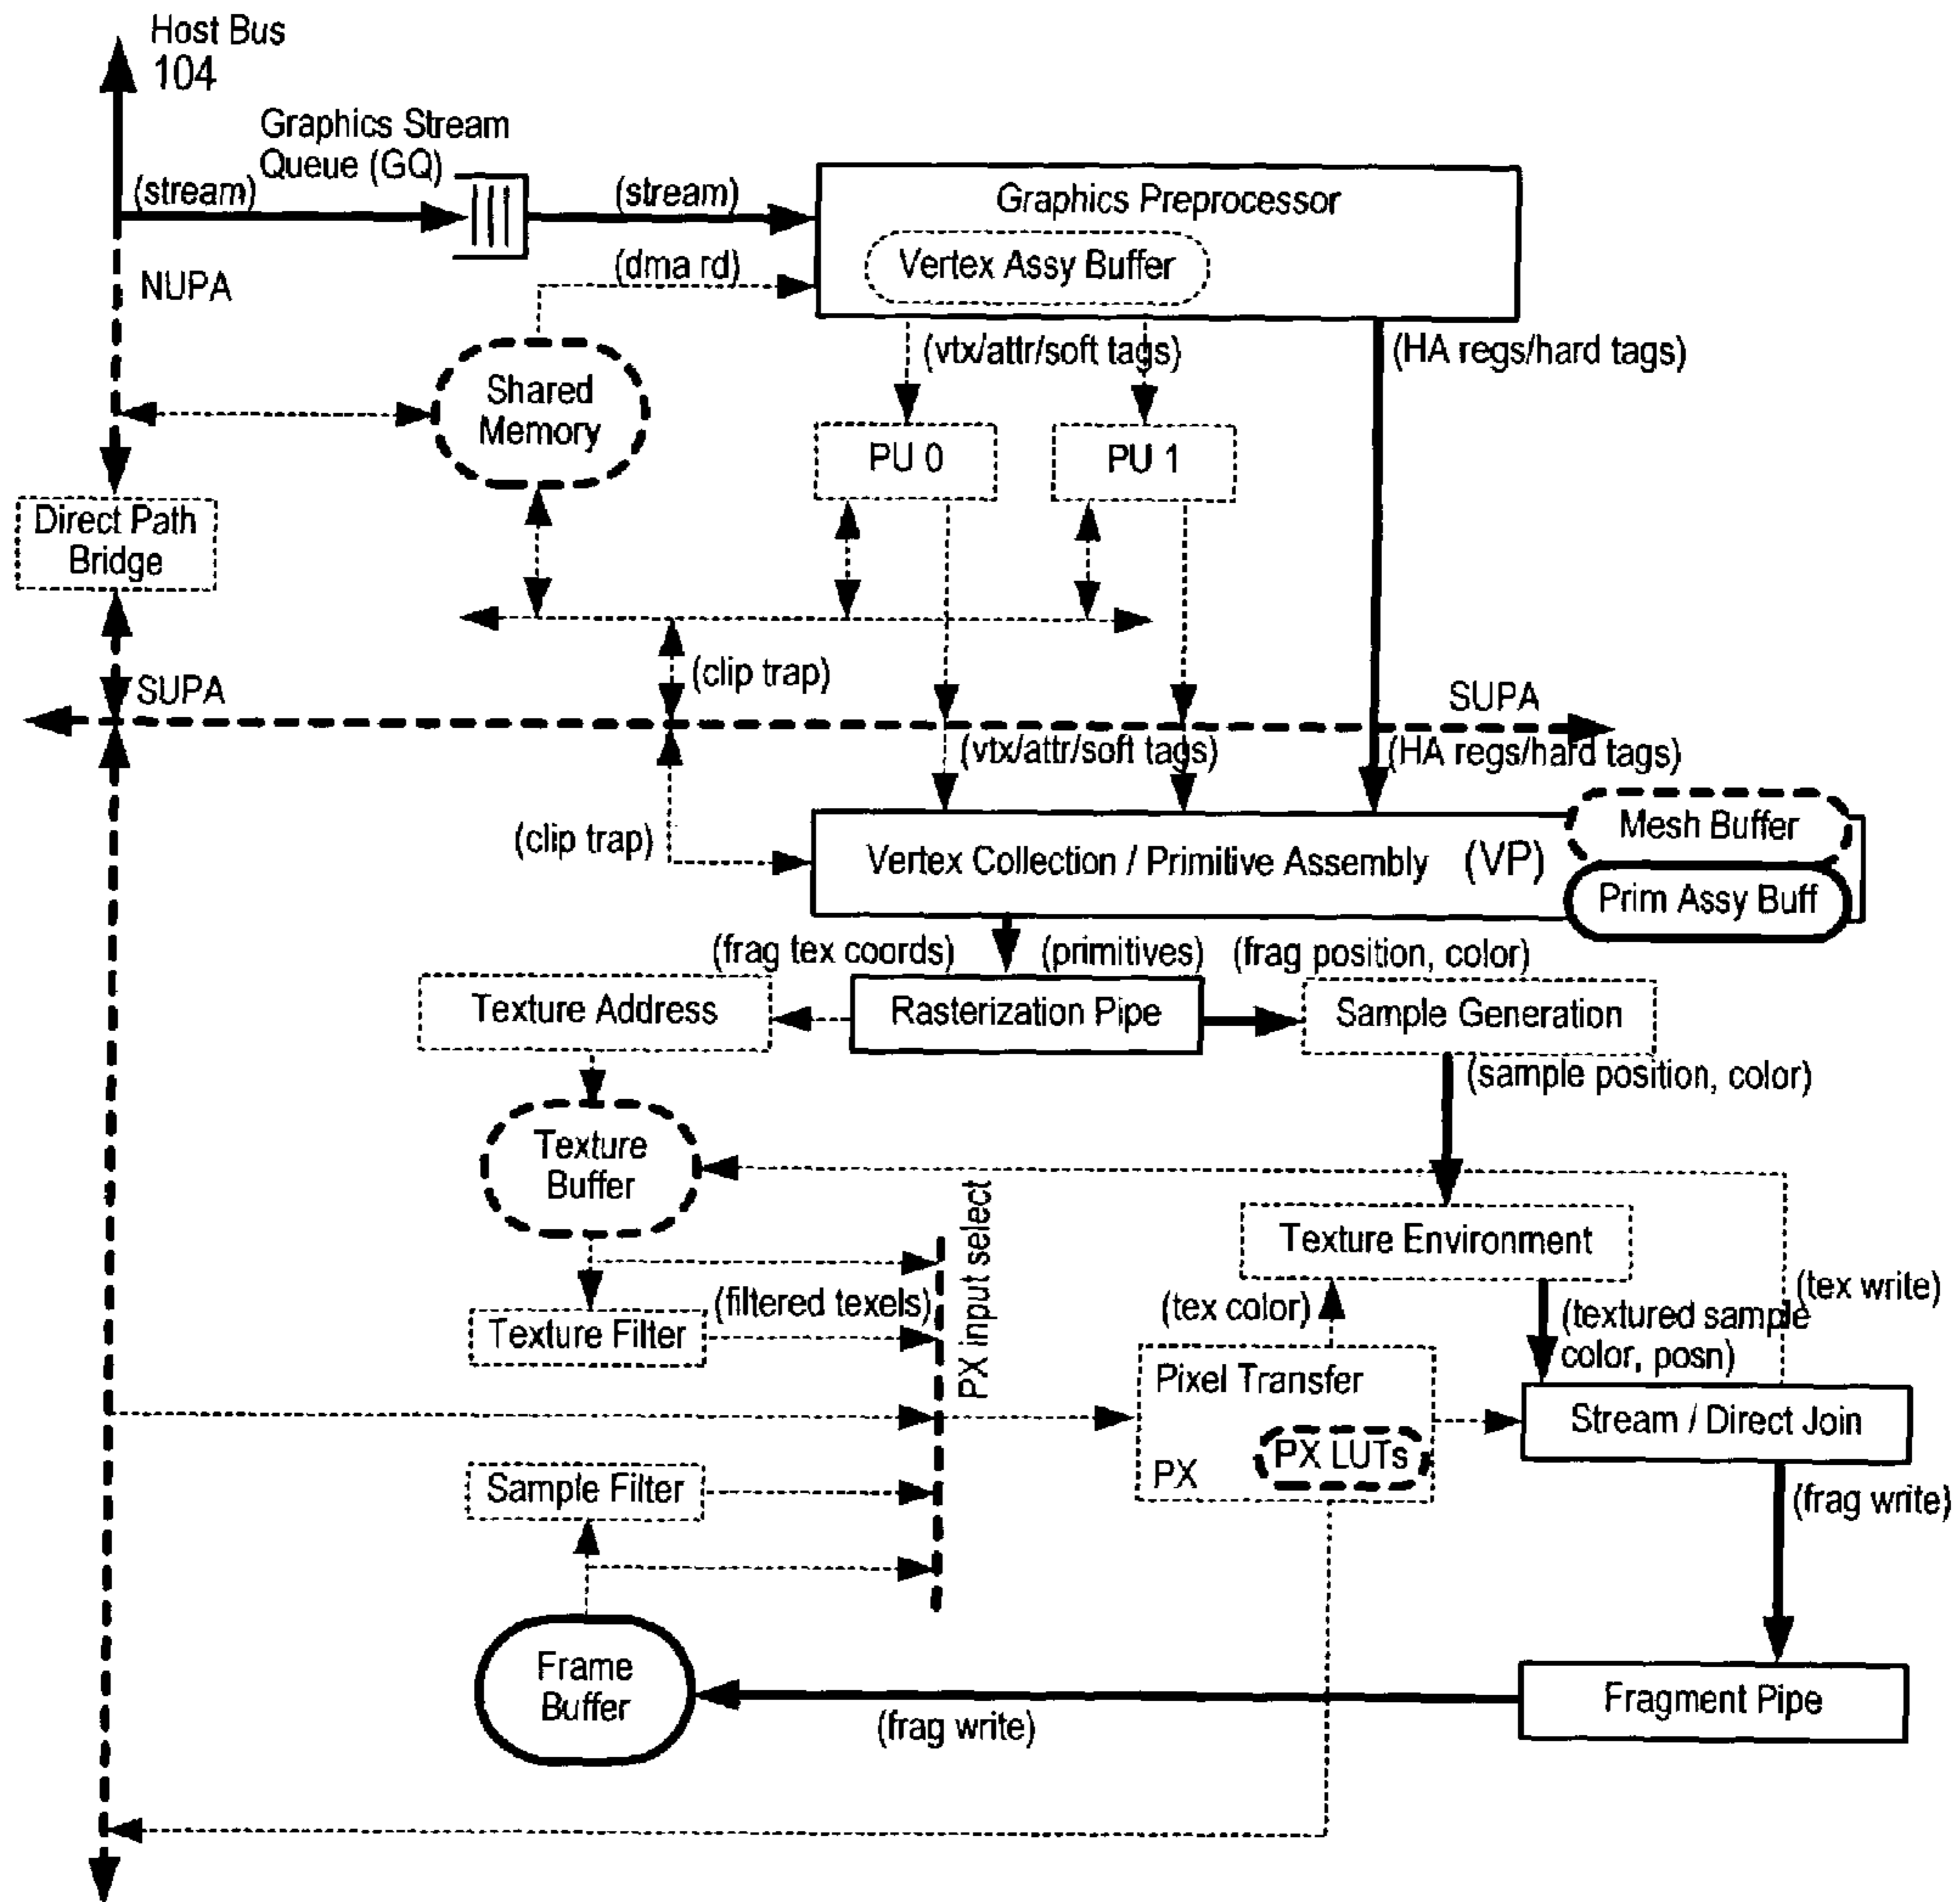 Host Bus
104
Graphics Stream
Queue (GQ)
(stream)
(stream)
Graphics Preprocessor
Vertex Assy Buffer
(dma rd)
NUPA
(vtx/attr/soft tags)
(HA regs/hard tags)
Shared
Memory
PU 0
PU 1
Direct Path
Bridge
(clip trap)
SUPA
SUPA
(vtx/attr/soft tags)
(HA regs/hard tags)
Mesh Buffer
(clip trap)
Vertex Collection / Primitive Assembly (VP)
Prim Assy Buff
(frag tex coords)
(primitives)
(frag position, color)
Texture Address
Rasterization Pipe
Sample Generation
(sample position, color)
Texture
Buffer
PX input select
Texture Environment
(filtered texels)
(tex color)
(tex write)
Texture Filter
(textured sample
color, posn)
Pixel Transfer
Stream / Direct Join
PX LUTs
PX
Sample Filter
(frag write)
Frame
Buffer
Fragment Pipe
(frag write)